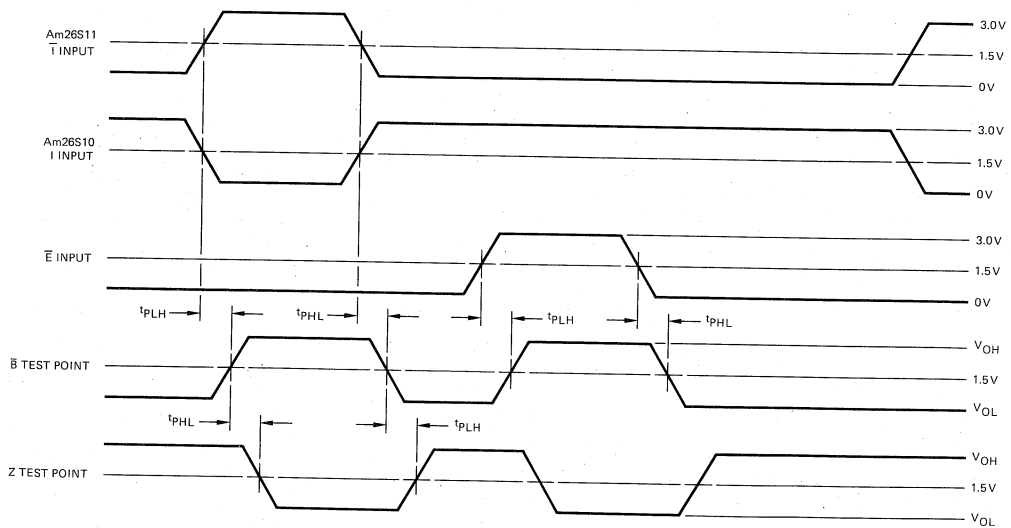 Am26S11
I̅ INPUT
3.0V
1.5V
0V
Am26S10
I INPUT
3.0V
1.5V
0V
E̅ INPUT
3.0V
1.5V
0V
tPLH
tPHL
tPLH
tPHL
B̅ TEST POINT
VOH
1.5V
VOL
tPHL
tPLH
Z TEST POINT
VOH
1.5V
VOL